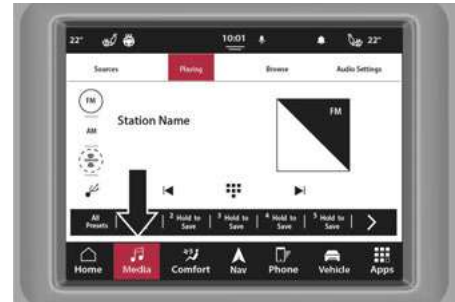 22° 10:01 22°
Sources Playing Browse Audio Settings
FM
Station Name
FM
AM
All Presets 2 Hold to Save 3 Hold to Save 4 Hold to Save 5 Hold to Save
Home Media Comfort Nav Phone Vehicle Apps